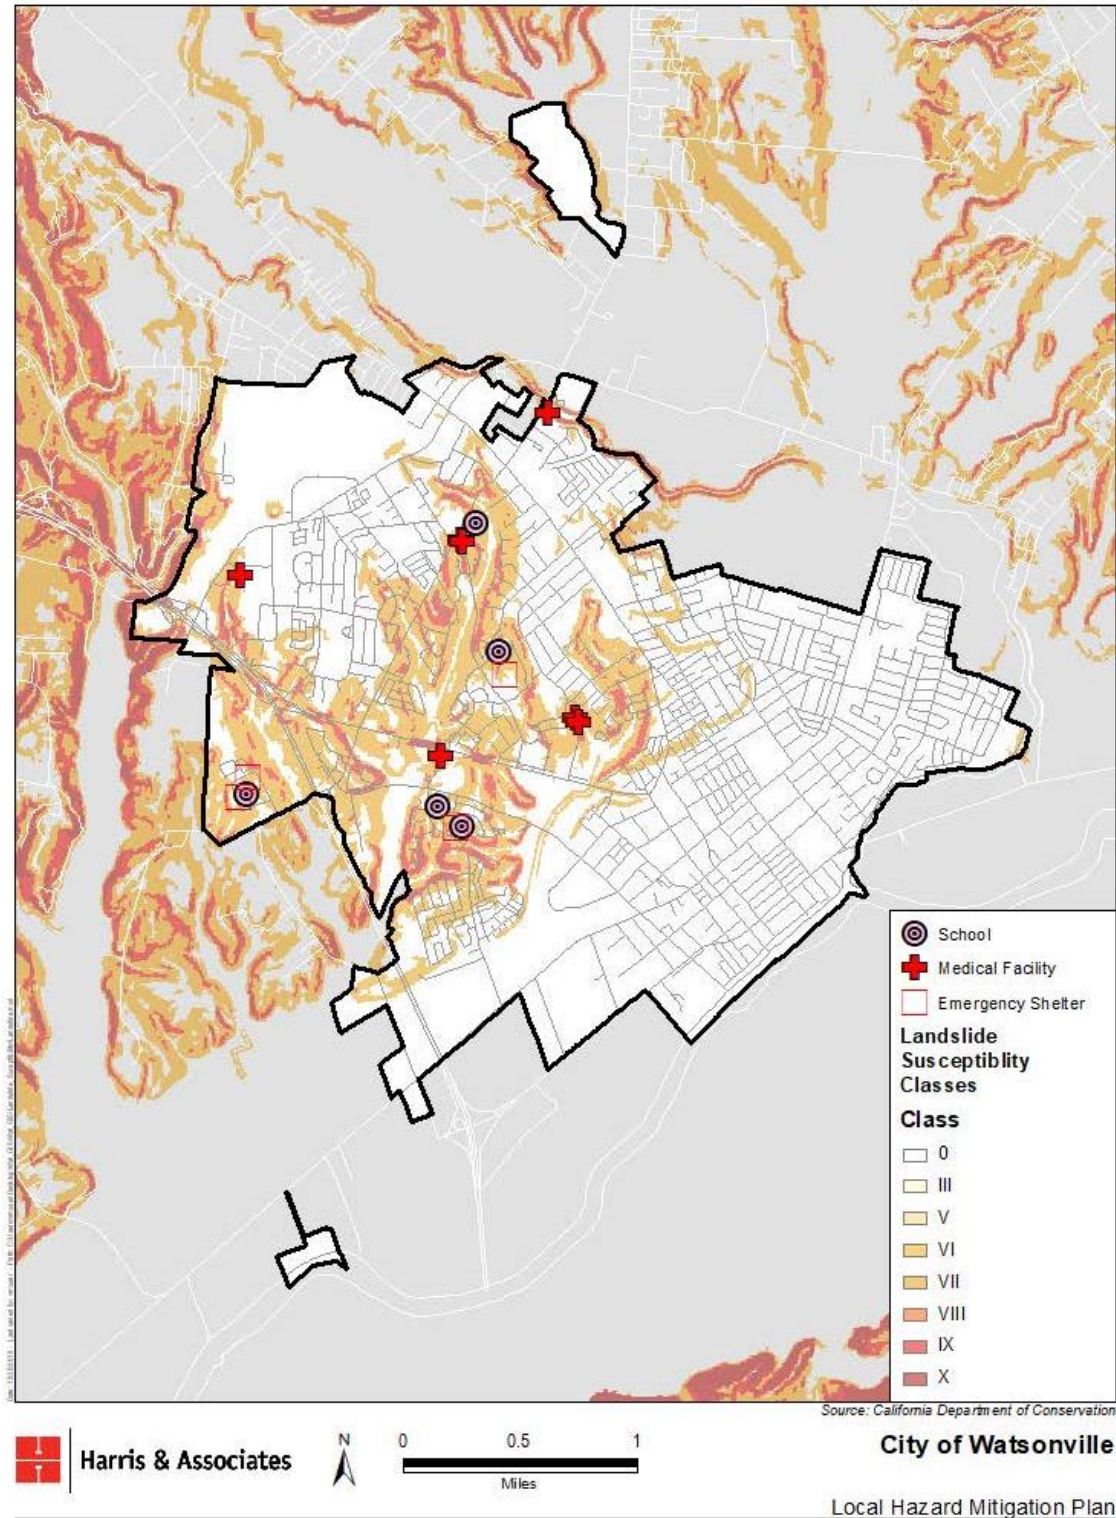 School
Medical Facility
Emergency Shelter
Landslide
Susceptiblity
Classes
Class
0
III
V
VI
VII
VIII
IX
X
Source: California Department of Conservation
Harris & Associates
N
0 0.5 1
Miles
City of Watsonville
Local Hazard Mitigation Plan